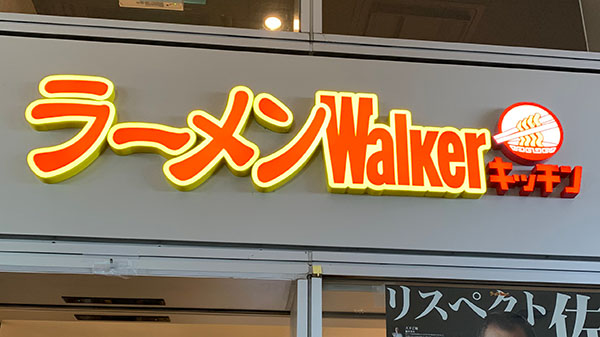 ラーメンWalker
キッチン
リスペクト佐